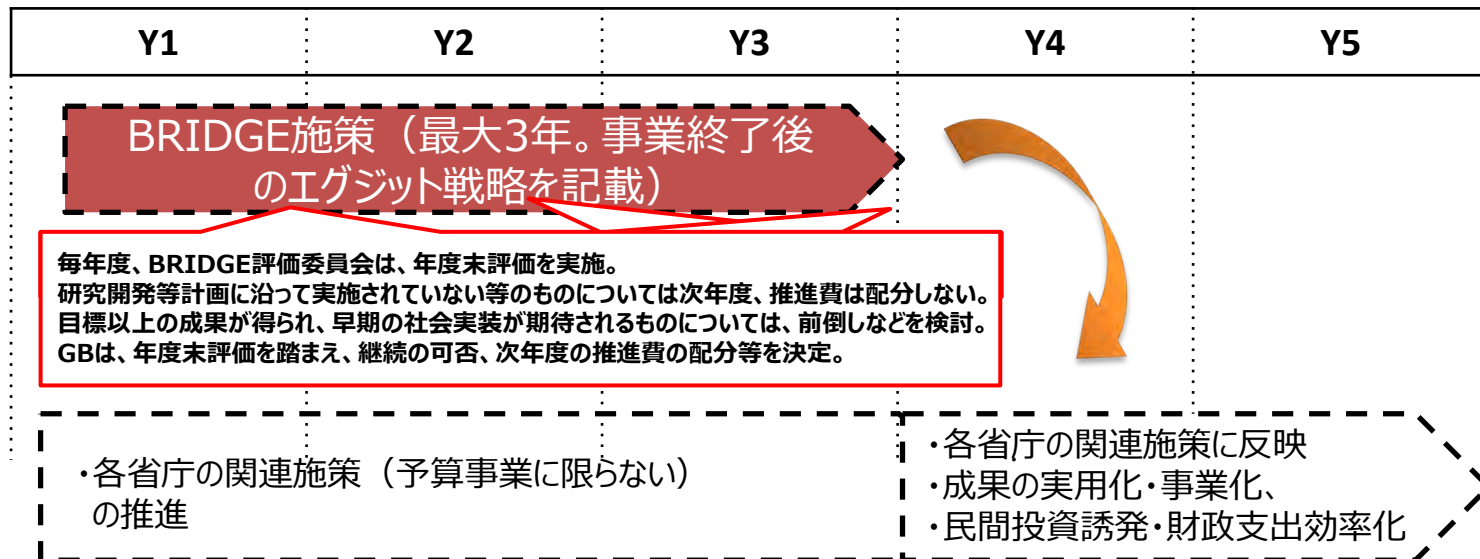 Y1 Y2 Y3 Y4 Y5
BRIDGE施策（最大3年。事業終了後
のエグジット戦略を記載）
毎年度、BRIDGE評価委員会は、年度末評価を実施。
研究開発等計画に沿って実施されていない等のものについては次年度、推進費は配分しない。
目標以上の成果が得られ、早期の社会実装が期待されるものについては、前倒しなどを検討。
GBは、年度末評価を踏まえ、継続の可否、次年度の推進費の配分等を決定。
・各省庁の関連施策（予算事業に限らない）
の推進
・各省庁の関連施策に反映
・成果の実用化・事業化、
・民間投資誘発・財政支出効率化